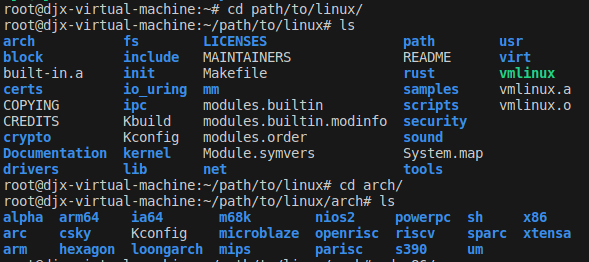 root@djx-virtual-machine:~# cd path/to/linux/
root@djx-virtual-machine:~/path/to/linux# ls
arch fs LICENSES path usr
block include MAINTAINERS README virt
built-in.a init Makefile rust vmlinux
certs io_uring mm samples vmlinux.a
COPYING ipc modules.builtin scripts vmlinux.o
CREDITS Kbuild modules.builtin.modinfo security
crypto Kconfig modules.order sound
Documentation kernel Module.symvers System.map
drivers lib net tools
root@djx-virtual-machine:~/path/to/linux# cd arch/
root@djx-virtual-machine:~/path/to/linux/arch# ls
alpha arm64 ia64 m68k nios2 powerpc sh x86
arc csky Kconfig microblaze openrisc riscv sparc xtensa
arm hexagon loongarch mips parisc s390 um